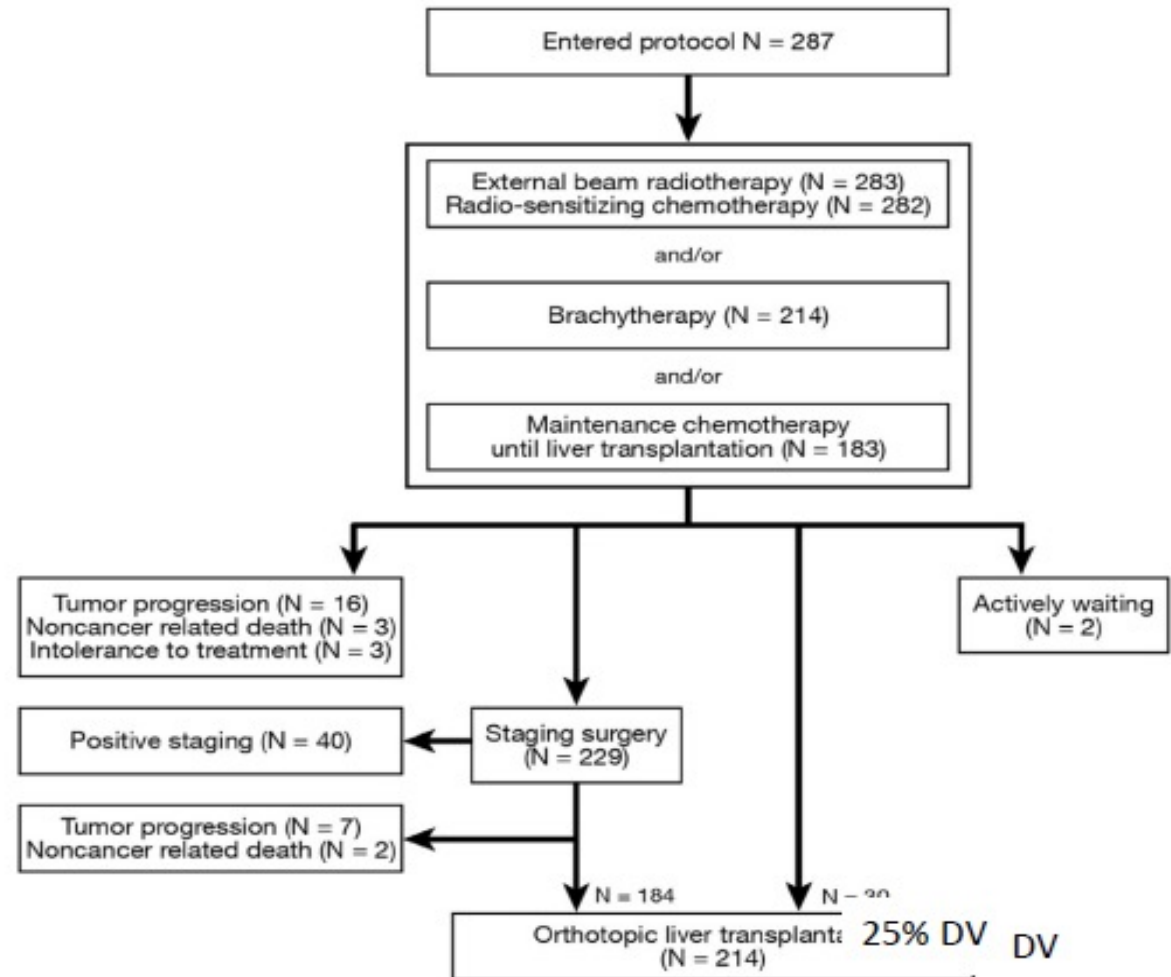 Entered protocol N = 287
External beam radiotherapy (N = 283)
Radio-sensitizing chemotherapy (N = 282)
and/or
Brachytherapy (N = 214)
and/or
Maintenance chemotherapy
until liver transplantation (N = 183)
Tumor progression (N = 16)
Noncancer related death (N = 3)
Intolerance to treatment (N = 3)
Actively waiting
(N = 2)
Positive staging (N = 40)
Staging surgery
(N = 229)
Tumor progression (N = 7)
Noncancer related death (N = 2)
N = 184
Orthotopic liver
(N = 214)
25% DV
DV